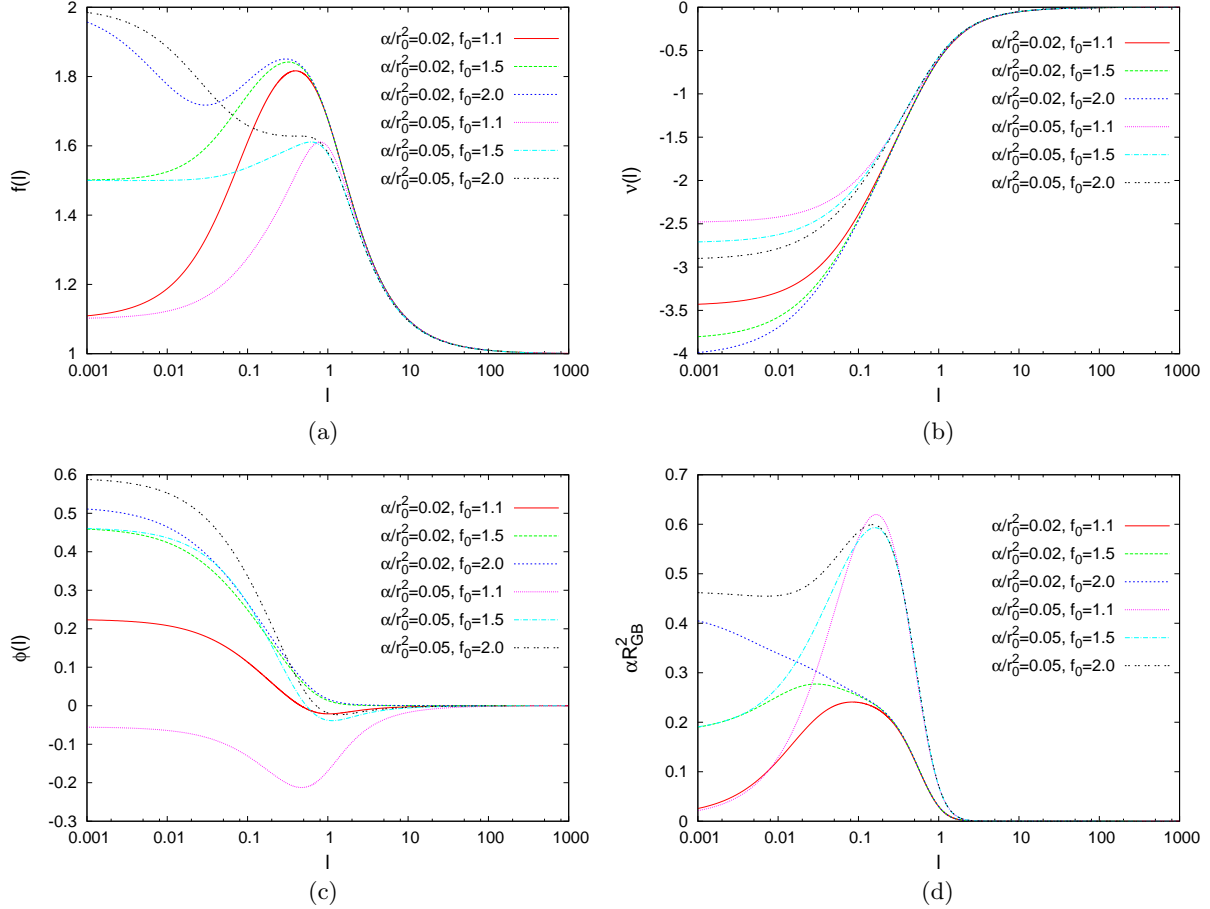 f(l)
2
1.8
1.6
1.4
1.2
1
0.001 0.01 0.1 1 10 100 1000
l
α/r₀²=0.02, f₀=1.1
α/r₀²=0.02, f₀=1.5
α/r₀²=0.02, f₀=2.0
α/r₀²=0.05, f₀=1.1
α/r₀²=0.05, f₀=1.5
α/r₀²=0.05, f₀=2.0
(a)
ν(l)
0
-0.5
-1
-1.5
-2
-2.5
-3
-3.5
-4
0.001 0.01 0.1 1 10 100 1000
l
α/r₀²=0.02, f₀=1.1
α/r₀²=0.02, f₀=1.5
α/r₀²=0.02, f₀=2.0
α/r₀²=0.05, f₀=1.1
α/r₀²=0.05, f₀=1.5
α/r₀²=0.05, f₀=2.0
(b)
ϕ(l)
0.6
0.5
0.4
0.3
0.2
0.1
0
-0.1
-0.2
-0.3
0.001 0.01 0.1 1 10 100 1000
l
α/r₀²=0.02, f₀=1.1
α/r₀²=0.02, f₀=1.5
α/r₀²=0.02, f₀=2.0
α/r₀²=0.05, f₀=1.1
α/r₀²=0.05, f₀=1.5
α/r₀²=0.05, f₀=2.0
(c)
αR²GB
0.7
0.6
0.5
0.4
0.3
0.2
0.1
0
0.001 0.01 0.1 1 10 100 1000
l
α/r₀²=0.02, f₀=1.1
α/r₀²=0.02, f₀=1.5
α/r₀²=0.02, f₀=2.0
α/r₀²=0.05, f₀=1.1
α/r₀²=0.05, f₀=1.5
α/r₀²=0.05, f₀=2.0
(d)